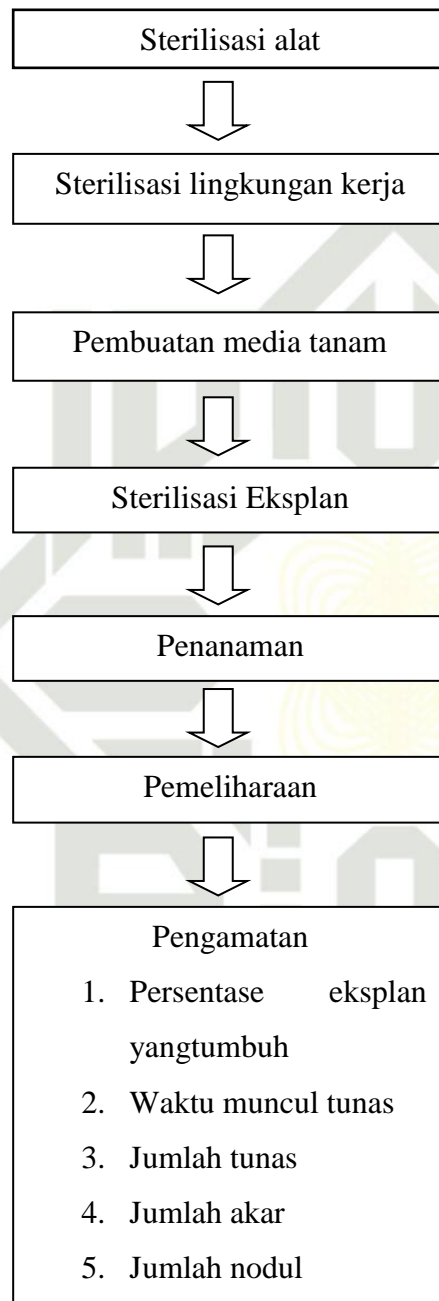 Sterilisasi alat
Sterilisasi lingkungan kerja
Pembuatan media tanam
Sterilisasi Eksplan
Penanaman
Pemeliharaan
Pengamatan
1. Persentase eksplan
yangtumbuh
2. Waktu muncul tunas
3. Jumlah tunas
4. Jumlah akar
5. Jumlah nodul